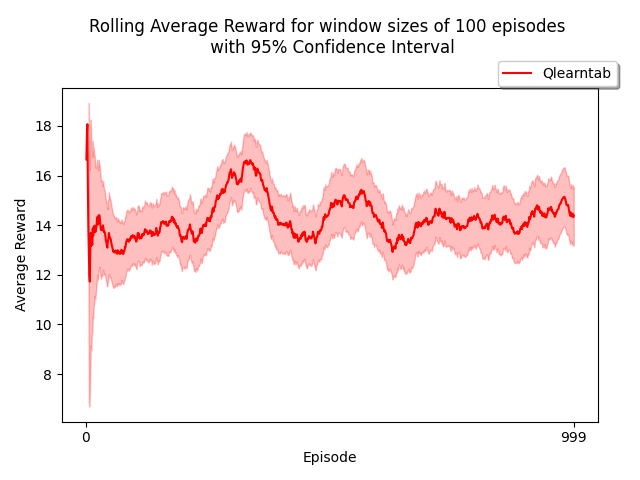 Rolling Average Reward for window sizes of 100 episodes
with 95% Confidence Interval
Qlearntab
18
16
14
12
10
8
Average Reward
0
999
Episode